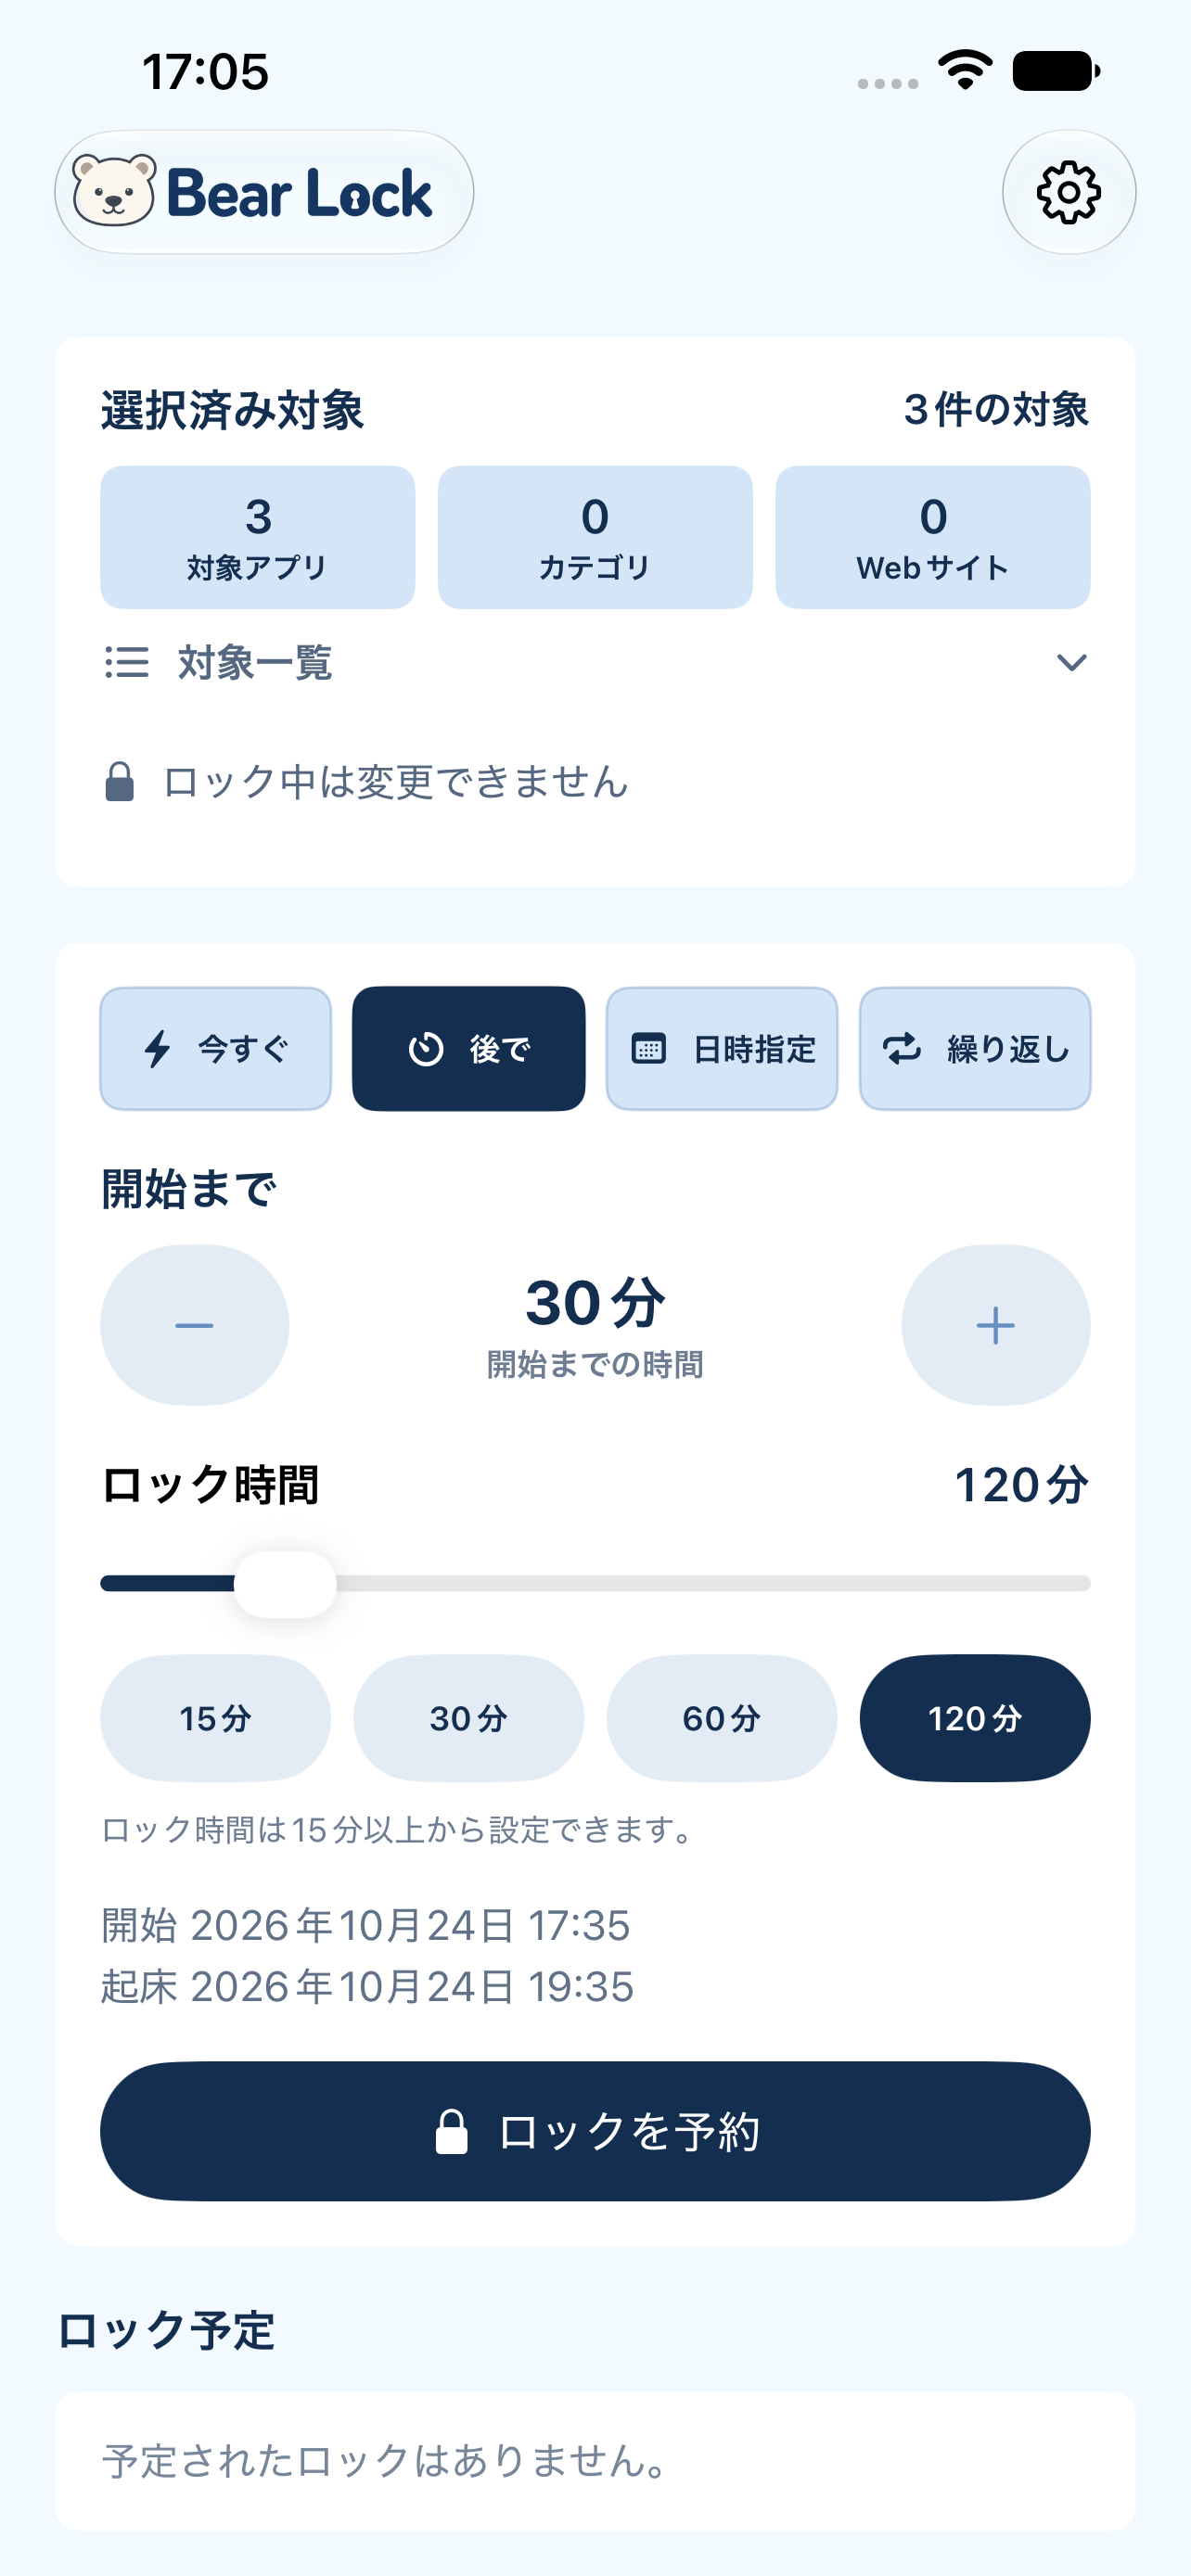 17:05
Bear Lock
選択済み対象 3件の対象
3 0 0
対象アプリ カテゴリ Webサイト
対象一覧
ロック中は変更できません
今すぐ 後で 日時指定 繰り返し
開始まで
30分
開始までの時間
ロック時間 120分
15分 30分 60分 120分
ロック時間は15分以上から設定できます。
開始 2026年10月24日 17:35
起床 2026年10月24日 19:35
ロックを予約
ロック予定
予定されたロックはありません。